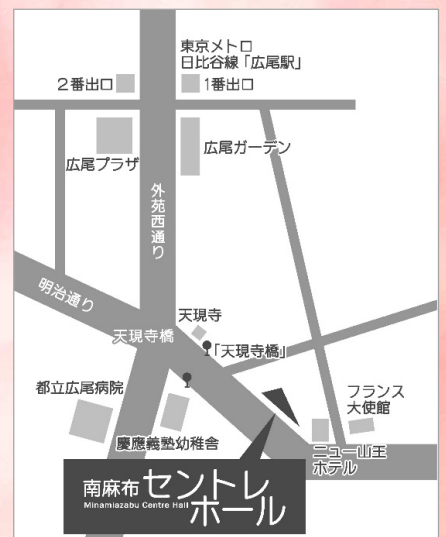 東京メトロ
日比谷線「広尾駅」
2番出口
1番出口
広尾プラザ
広尾ガーデン
外苑西通り
明治通り
天現寺
天現寺橋
「天現寺橋」
都立広尾病院
慶應義塾幼稚舎
フランス
大使館
ニュー山王
ホテル
南麻布セントレ
Minamiazabu Centre Hall
ホール